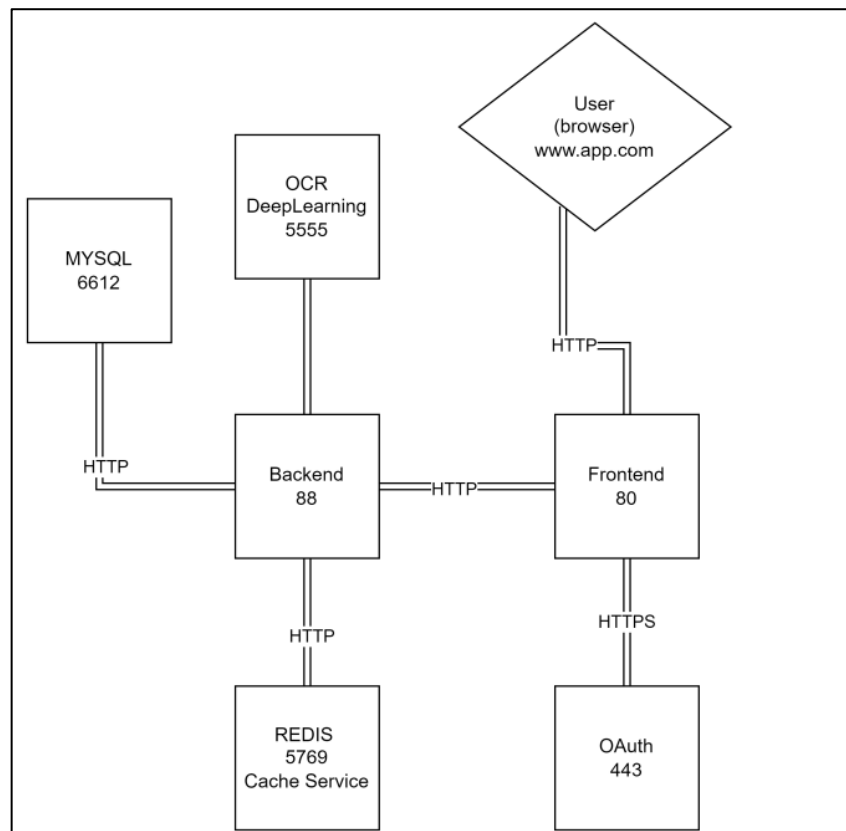 User
(browser)
www.app.com
OCR
DeepLearning
5555
MYSQL
6612
HTTP
HTTP
Backend
88
HTTP
Frontend
80
HTTP
HTTPS
REDIS
5769
Cache Service
OAuth
443